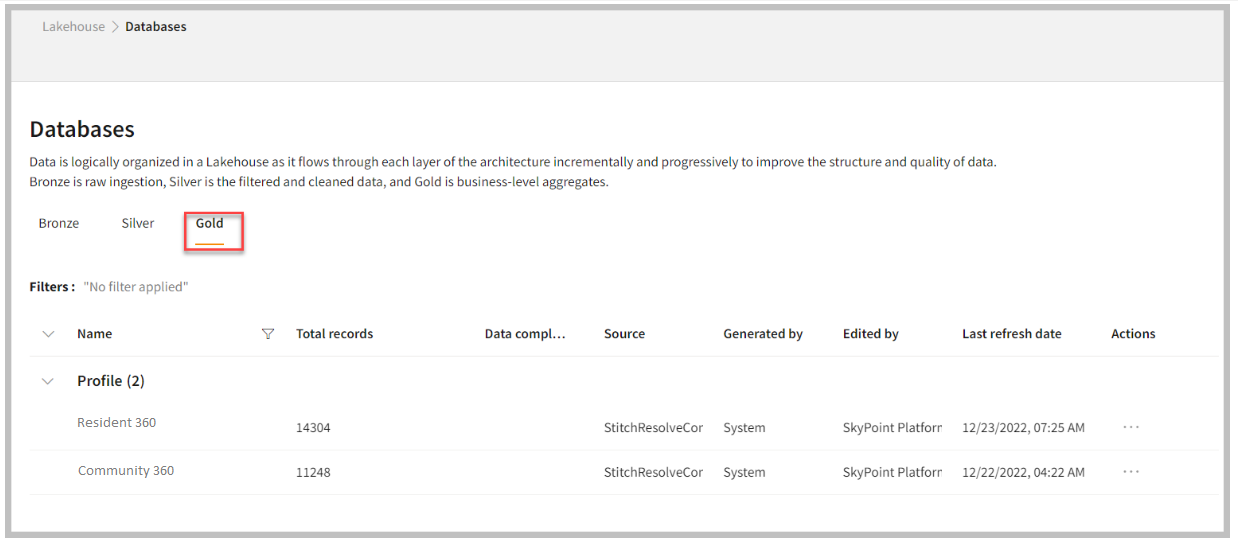 Lakehouse > Databases
Databases
Data is logically organized in a Lakehouse as it flows through each layer of the architecture incrementally and progressively to improve the structure and quality of data.
Bronze is raw ingestion, Silver is the filtered and cleaned data, and Gold is business-level aggregates.
Bronze Silver Gold
Filters : "No filter applied"
Name Total records Data compl... Source Generated by Edited by Last refresh date Actions
Profile (2)
Resident 360 14304 StitchResolveCor System SkyPoint Platforn 12/23/2022, 07:25 AM ...
Community 360 11248 StitchResolveCor System SkyPoint Platforn 12/22/2022, 04:22 AM ...